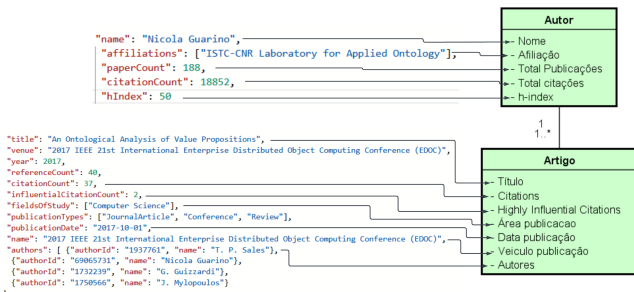 Autor
"name": "Nicola Guarino",
- Nome
"affiliations": ["ISTC-CNR Laboratory for Applied Ontology"],
- Afiliação
"paperCount": 188,
- Total Publicações
"citationCount": 18852,
- Total citações
"hIndex": 50
- h-index
1
1..*
"title": "An Ontological Analysis of Value Propositions",
"venue": "2017 IEEE 21st International Enterprise Distributed Object Computing Conference (EDOC)",
"year": 2017,
"referenceCount": 40,
"citationCount": 37,
"influentialCitationCount": 2,
"fieldsOfStudy": ["Computer Science"],
"publicationTypes": ["JournalArticle", "Conference", "Review"],
"publicationDate": "2017-10-01",
"name": "2017 IEEE 21st International Enterprise Distributed Object Computing Conference (EDOC)",
"authors": [ {"authorId": "1937761", "name": "T. P. Sales"},
{"authorId": "69065731", "name": "Nicola Guarino"},
{"authorId": "1732239", "name": "G. Guizzardi"},
{"authorId": "1750566", "name": "J. Mylopoulos"}
Artigo
- Título
- Citations
- Highly Influential Citations
- Área publicacao
- Data publicação
- Veiculo publicação
- Autores